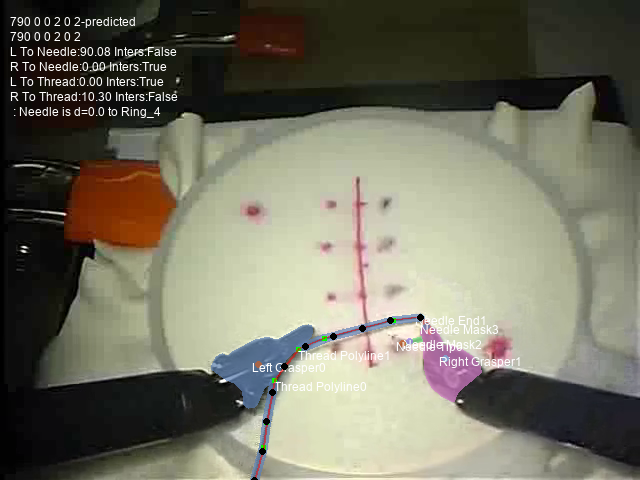 790 0 0 2 0 2-predicted
790 0 0 2 0 2
L To Needle:90.08 Inters:False
R To Needle:0.00 Inters:True
L To Thread:0.00 Inters:True
R To Thread:10.30 Inters:False
: Needle is d=0.0 to Ring_4
Needle End1
Needle Mask3
Needle Mask2
Thread Polyline1
Right Grasper1
Left Grasper0
Thread Polyline0